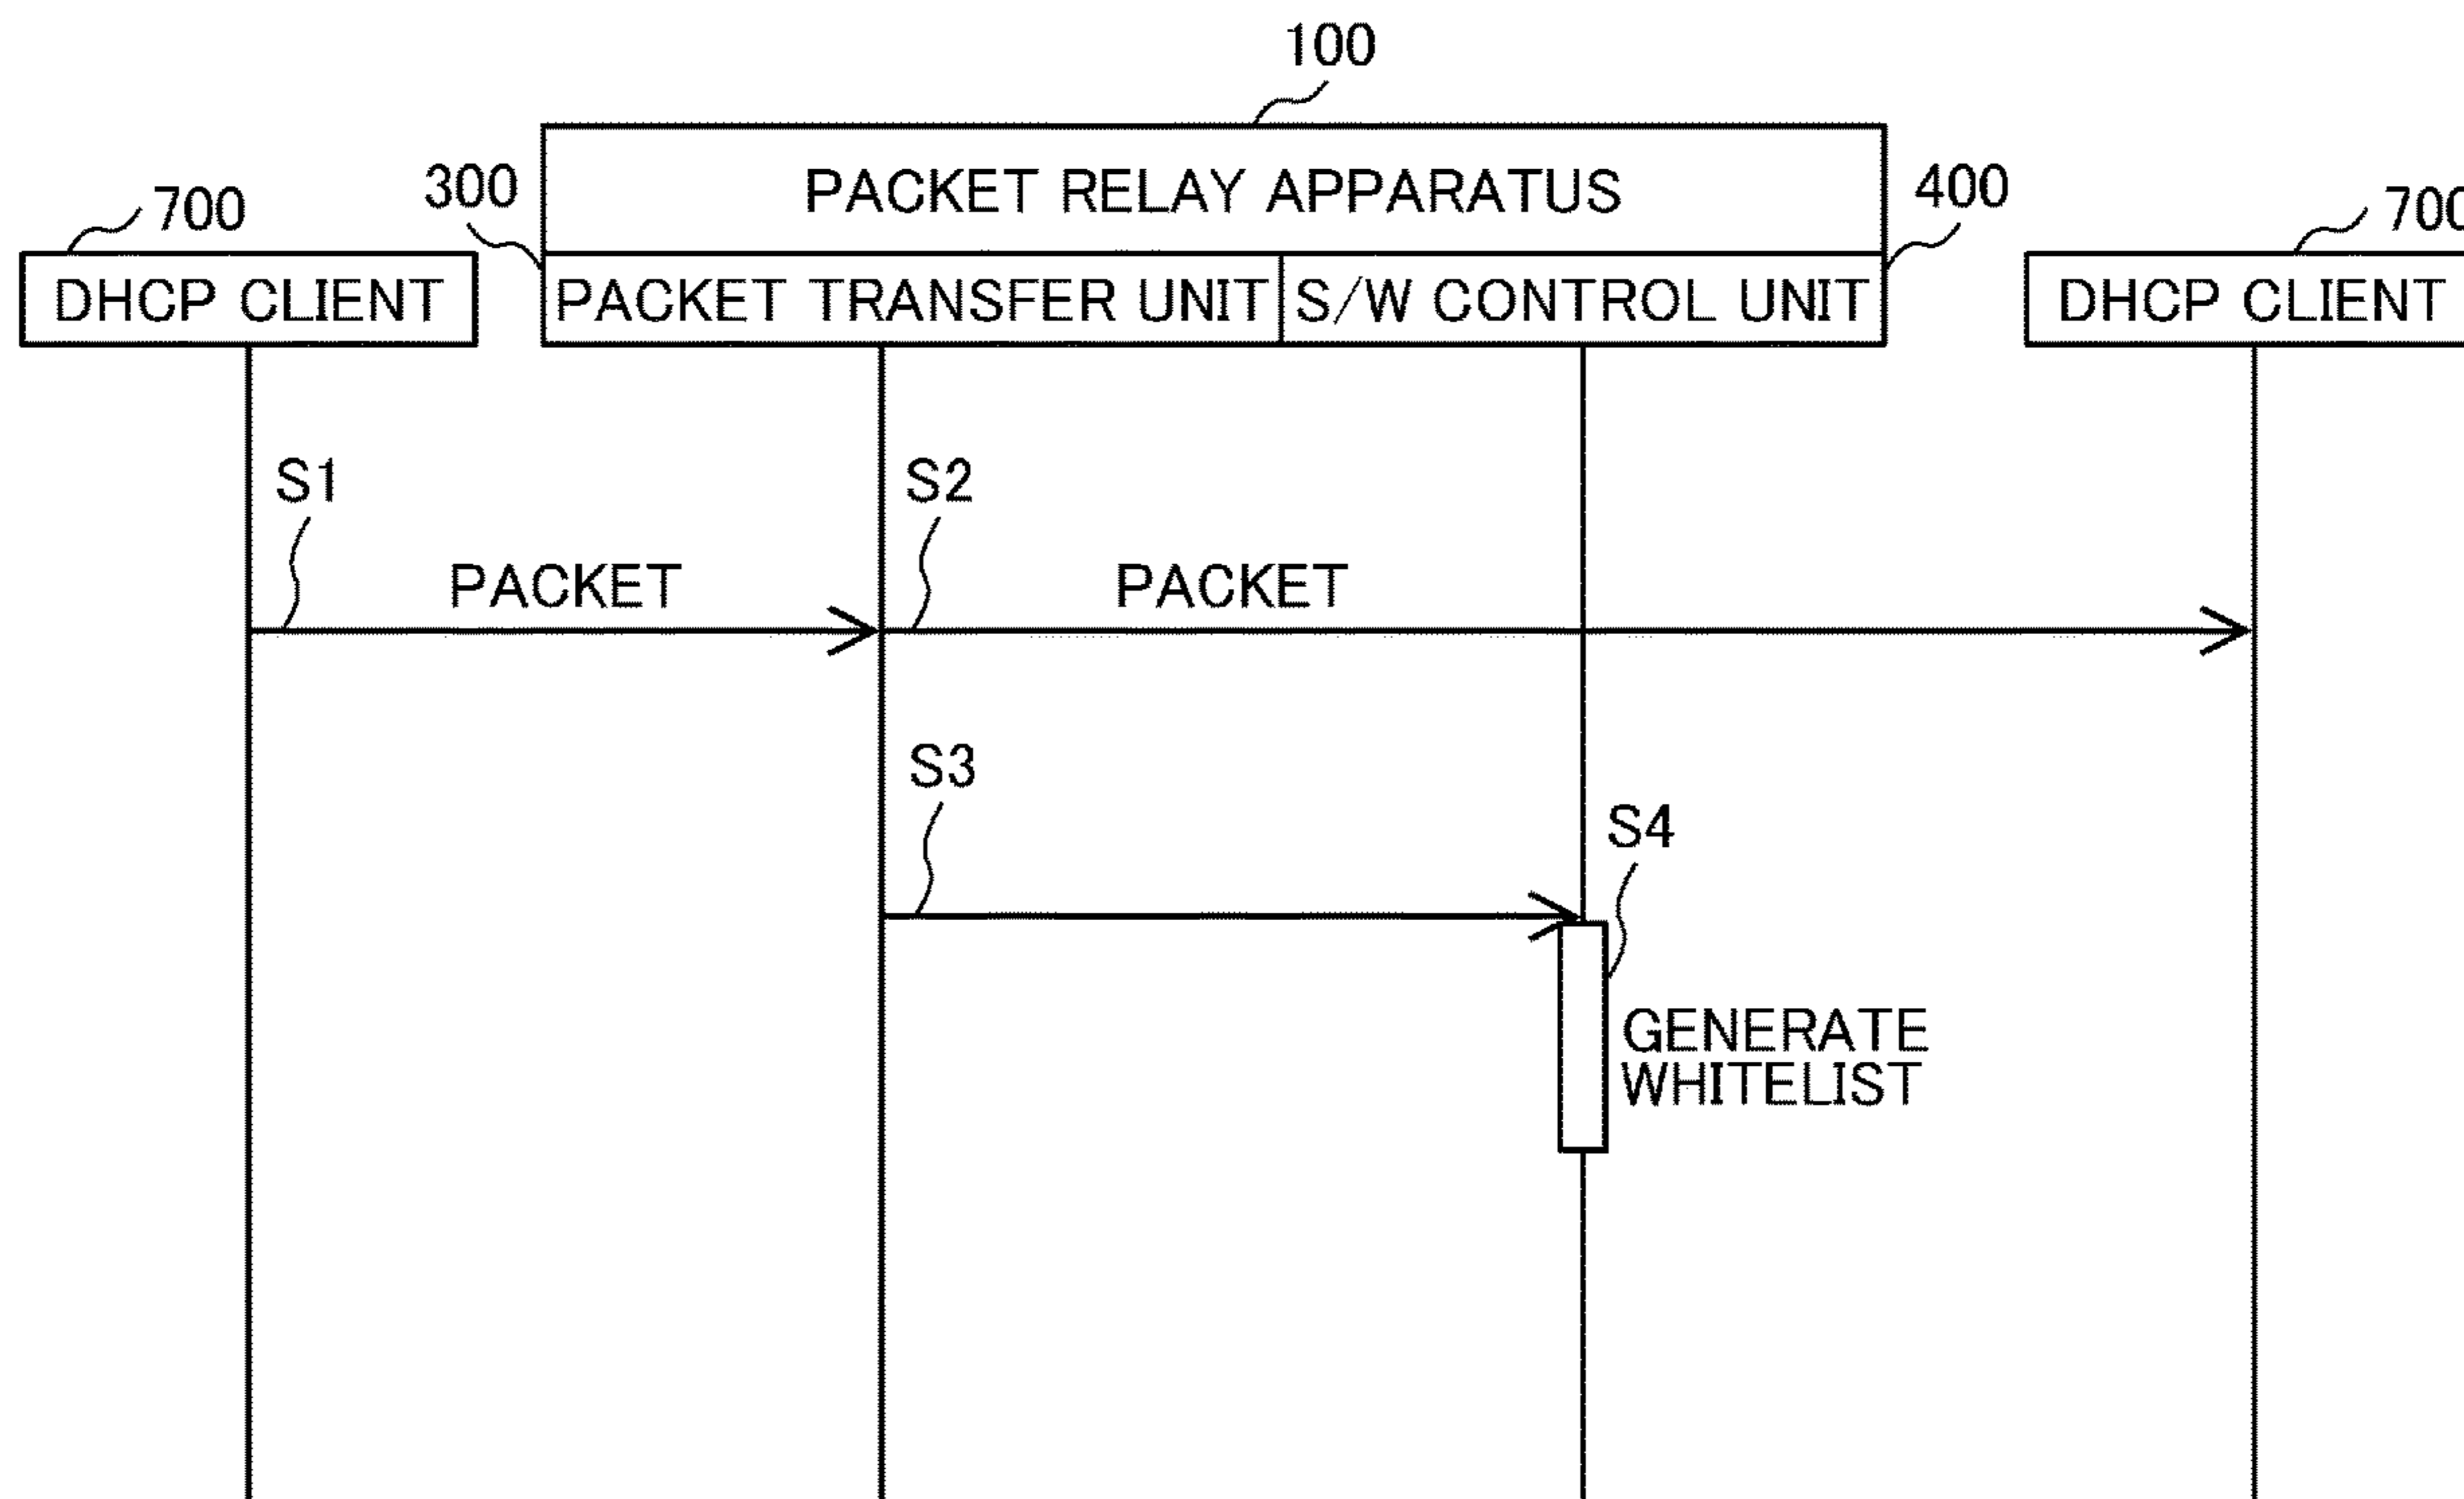 100
PACKET RELAY APPARATUS
300
400
700
700
DHCP CLIENT
PACKET TRANSFER UNIT
S/W CONTROL UNIT
DHCP CLIENT
S1
S2
PACKET
PACKET
S3
S4
GENERATE
WHITELIST